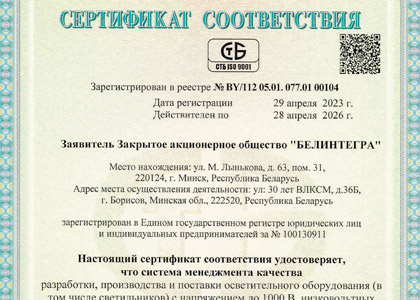 СЕРТИФИКАТ СООТВЕТСТВИЯ
СТБ
СТБ ISO 9001
Зарегистрирован в реестре № BY/112 05.01. 077.01 00104
Дата регистрации 29 апреля 2023 г.
Действителен по 28 апреля 2026 г.
Заявитель Закрытое акционерное общество "БЕЛИНТЕГРА"
Место нахождения: ул. М. Лынькова, д. 63, пом. 31,
220124, г. Минск, Республика Беларусь
Адрес места осуществления деятельности: ул: 30 лет ВЛКСМ, д.36Б,
г. Борисов, Минская обл., 222520, Республика Беларусь
зарегистрирован в Едином государственном регистре юридических лиц
и индивидуальных предпринимателей за № 100130911
Настоящий сертификат соответствия удостоверяет,
что система менеджмента качества
разработки, производства и поставки осветительного оборудования (в
том числе светильников) с напряжением до 1000 В, низковольтных